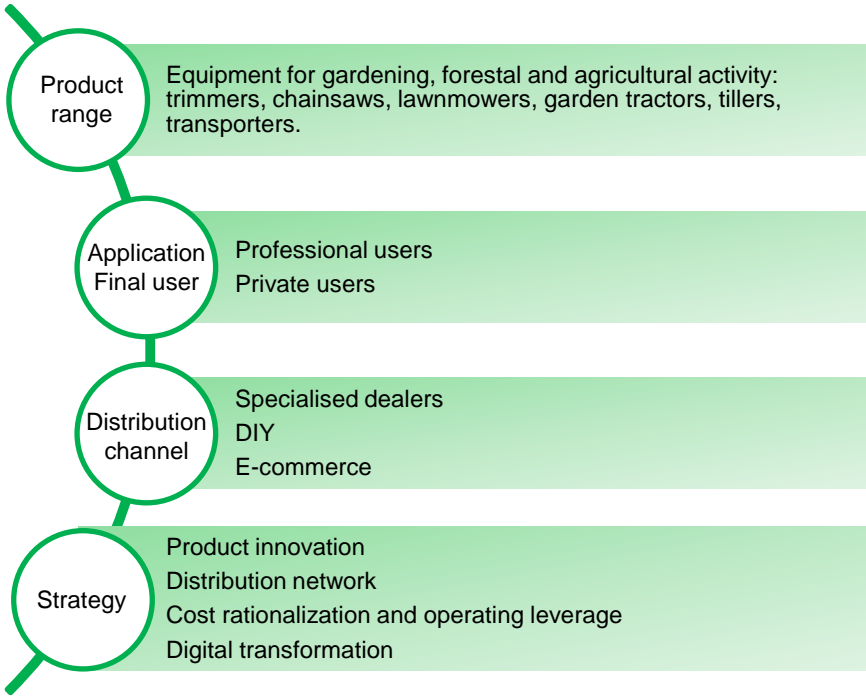 Product
range
Equipment for gardening, forestal and agricultural activity:
trimmers, chainsaws, lawnmowers, garden tractors, tillers,
transporters.
Application
Final user
Professional users
Private users
Distribution
channel
Specialised dealers
DIY
E-commerce
Strategy
Product innovation
Distribution network
Cost rationalization and operating leverage
Digital transformation